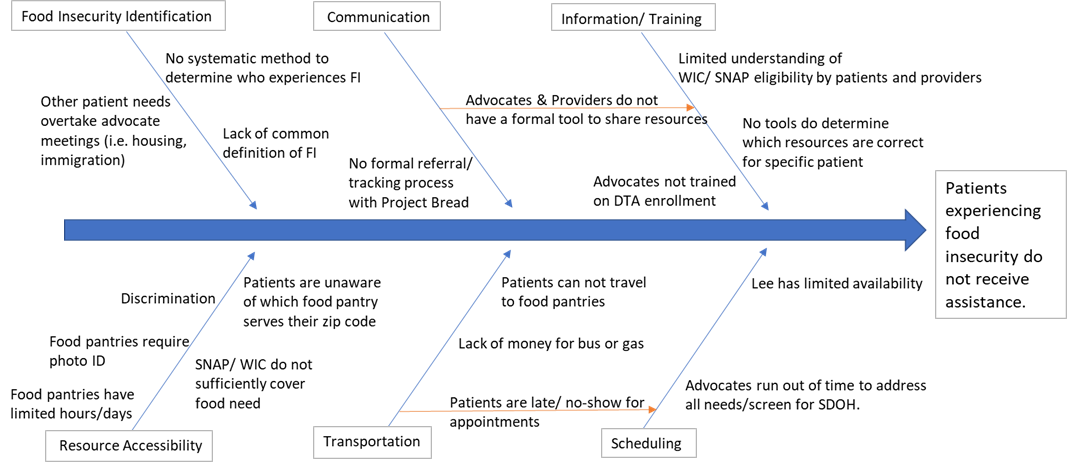 Food Insecurity Identification
Communication
Information/ Training
No systematic method to
determine who experiences FI
Other patient needs
overtake advocate
meetings (i.e. housing,
immigration)
Lack of common
definition of FI
Advocates & Providers do not
have a formal tool to share resources
No formal referral/
tracking process
with Project Bread
Limited understanding of
WIC/ SNAP eligibility by patients and providers
No tools do determine
which resources are correct
for specific patient
Advocates not trained
on DTA enrollment
Patients
experiencing
food
insecurity do
not receive
assistance.
Discrimination
Patients are unaware
of which food pantry
serves their zip code
Food pantries require
photo ID
SNAP/ WIC do not
sufficiently cover
food need
Food pantries have
limited hours/days
Resource Accessibility
Patients can not travel
to food pantries
Lack of money for bus or gas
Patients are late/ no-show for
appointments
Transportation
Lee has limited availability
Advocates run out of time to address
all needs/screen for SDOH.
Scheduling